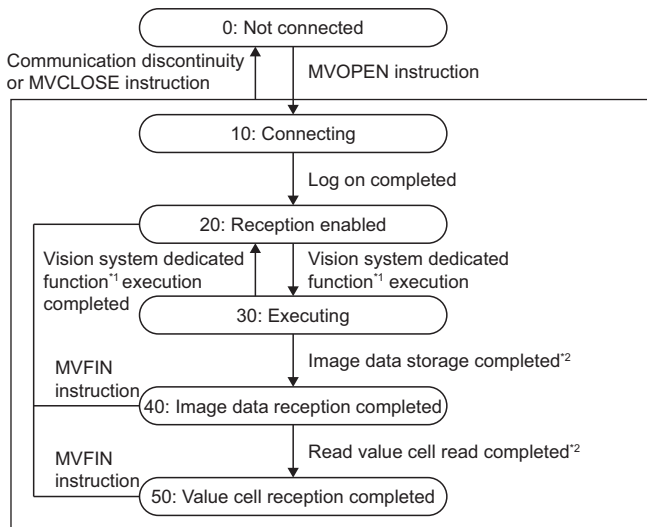 0: Not connected
Communication discontinuity
or MVCLOSE instruction
MVOPEN instruction
10: Connecting
Log on completed
20: Reception enabled
Vision system dedicated
function*1 execution
completed
Vision system dedicated
function*1 execution
30: Executing
Image data storage completed*2
MVFIN
instruction
40: Image data reception completed
Read value cell read completed*2
MVFIN
instruction
50: Value cell reception completed